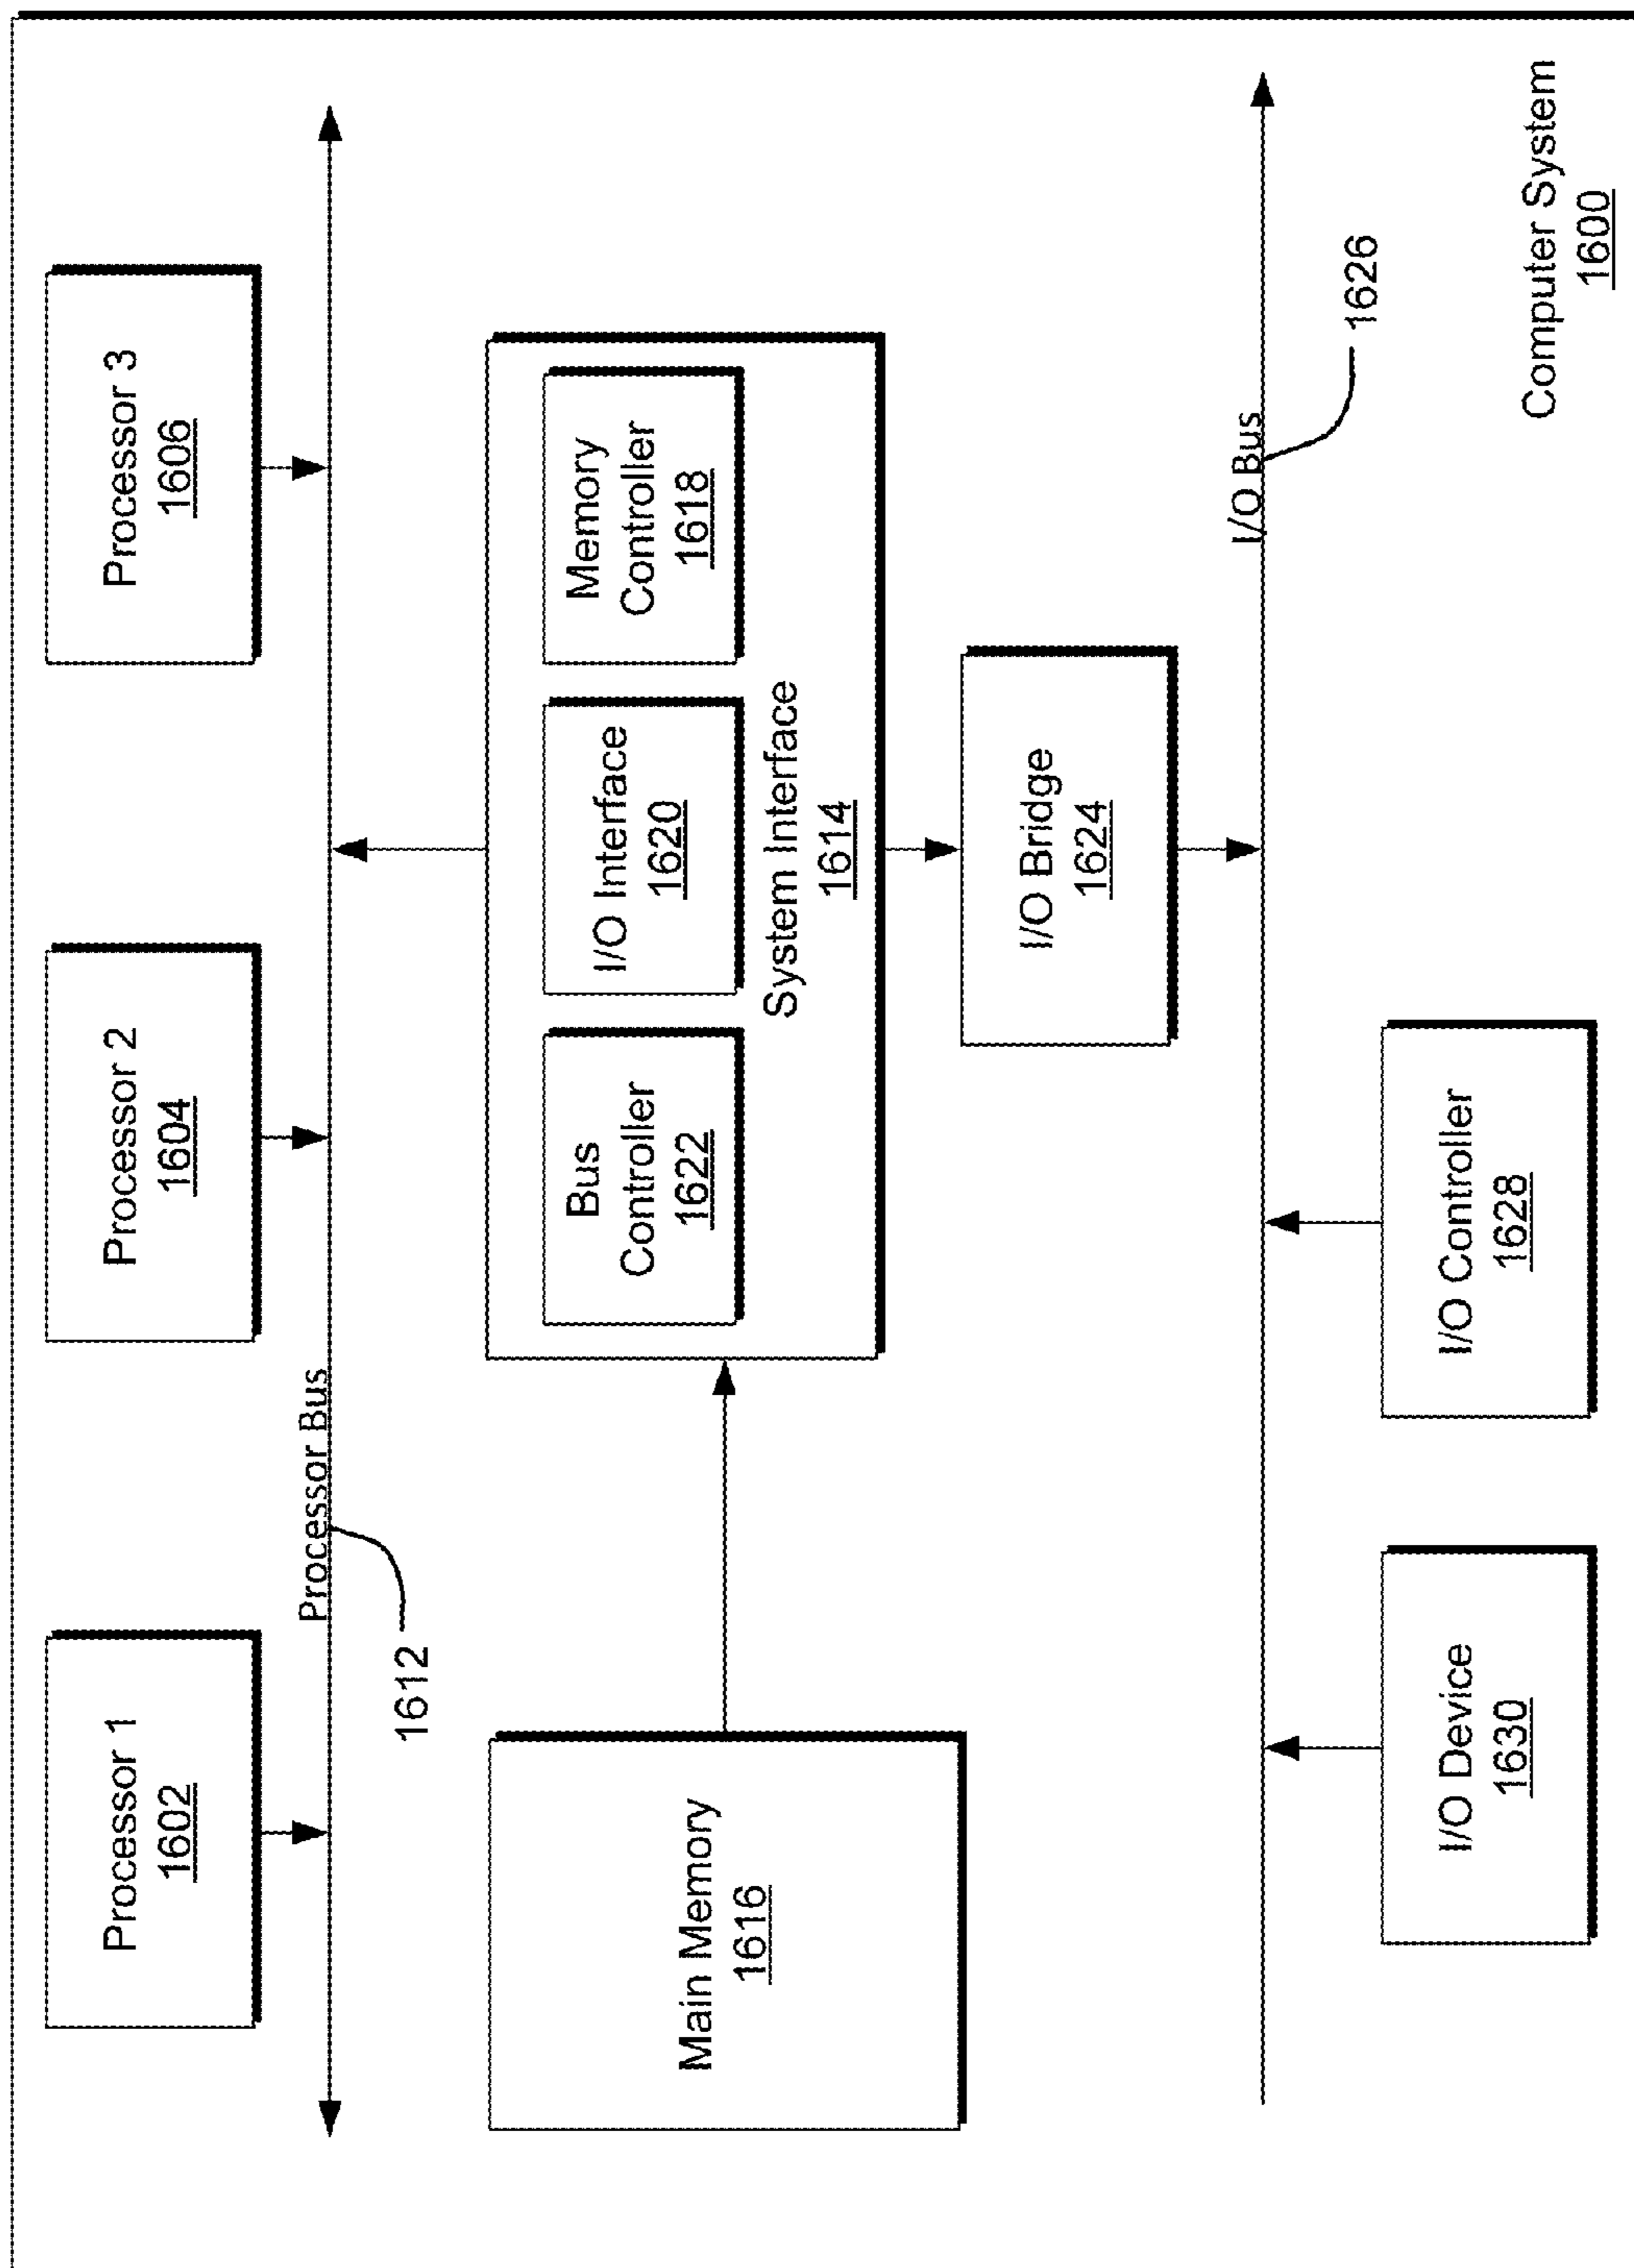 Processor 1
1602
Processor 2
1604
Processor 3
1606
Processor Bus
1612
Main Memory
1616
Bus
Controller
1622
I/O Interface
1620
Memory
Controller
1618
System Interface
1614
I/O Bridge
1624
I/O Bus
1626
I/O Device
1630
I/O Controller
1628
Computer System
1600